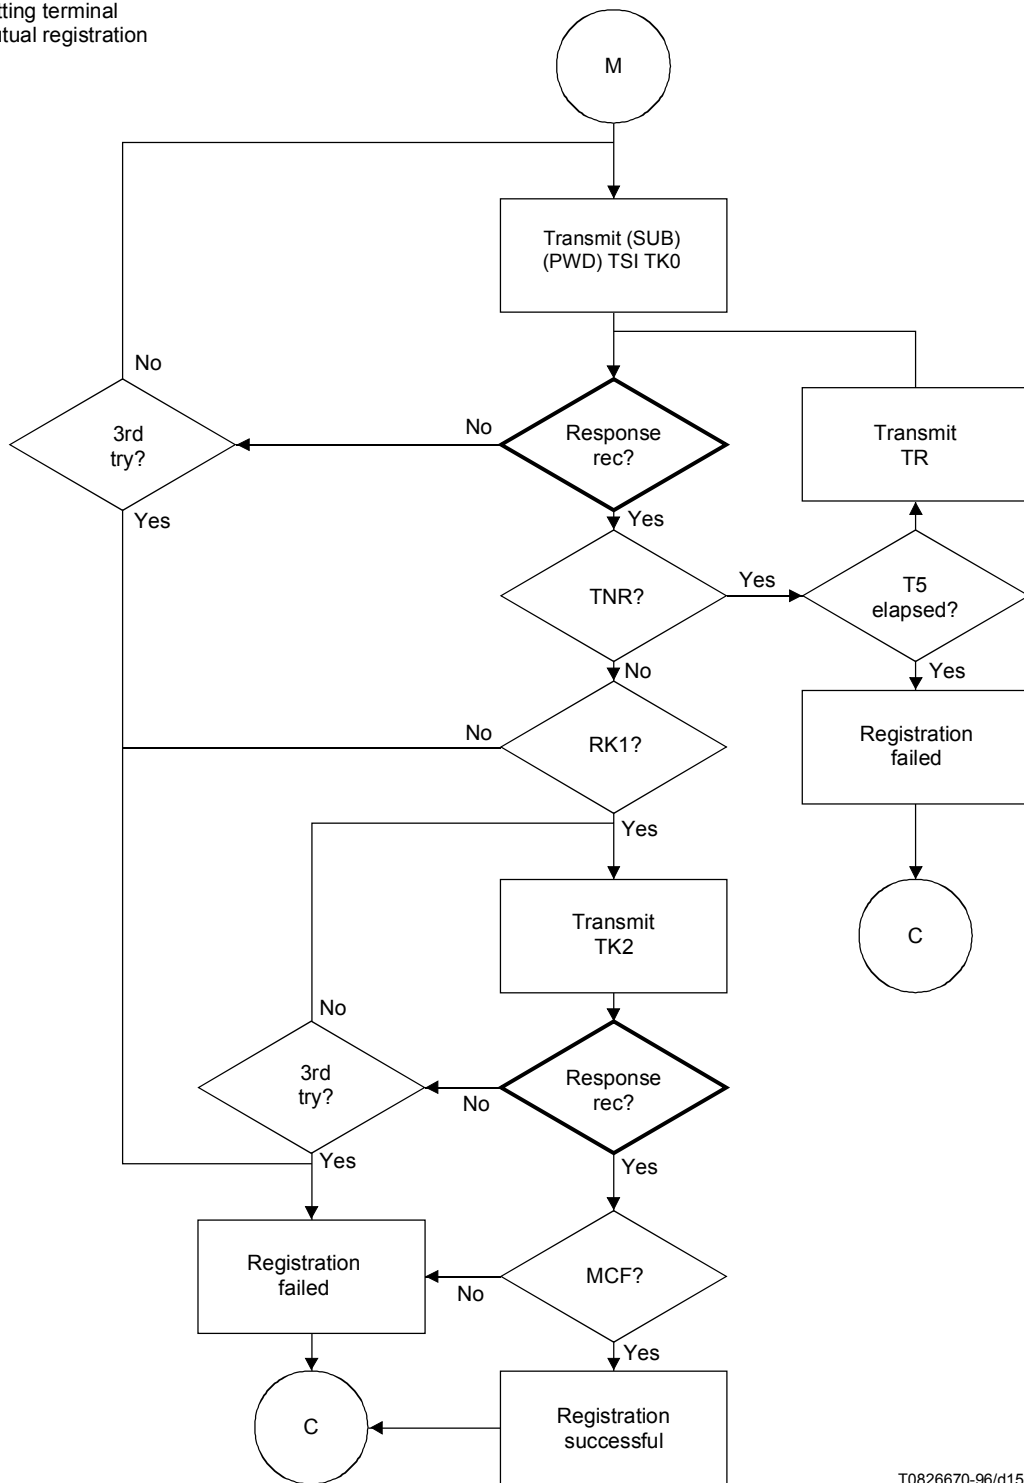 tting terminal
utual registration
M
Transmit (SUB)
(PWD) TSI TK0
No
3rd
try?
Yes
No
Response
rec?
Yes
Transmit
TR
TNR?
Yes
T5
elapsed?
No
Yes
No
RK1?
Registration
failed
Yes
Transmit
TK2
C
No
3rd
try?
No
Response
rec?
Yes
Yes
Registration
failed
No
MCF?
Yes
C
Registration
successful
T0826670-96/d15